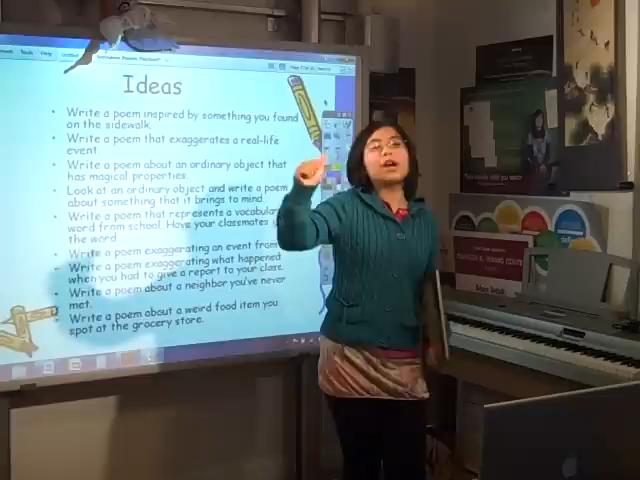 Tools Help
Ideas
• Write a poem inspired by something you found
on the sidewalk.
• Write a poem that exaggerates a real-life
event.
• Write a poem about an ordinary object that
has magical properties.
• Look at an ordinary object and write a poem
about something that it brings to mind.
• Write a poem that represents a vocabulary
word from school. Have your classmates
the word.
• Write a poem exaggerating an event from
• Write a poem exaggerating what happened
when you had to give a report to your class.
• Write a poem about a neighbor you've never
met.
• Write a poem about a weird food item you
spot at the grocery store.